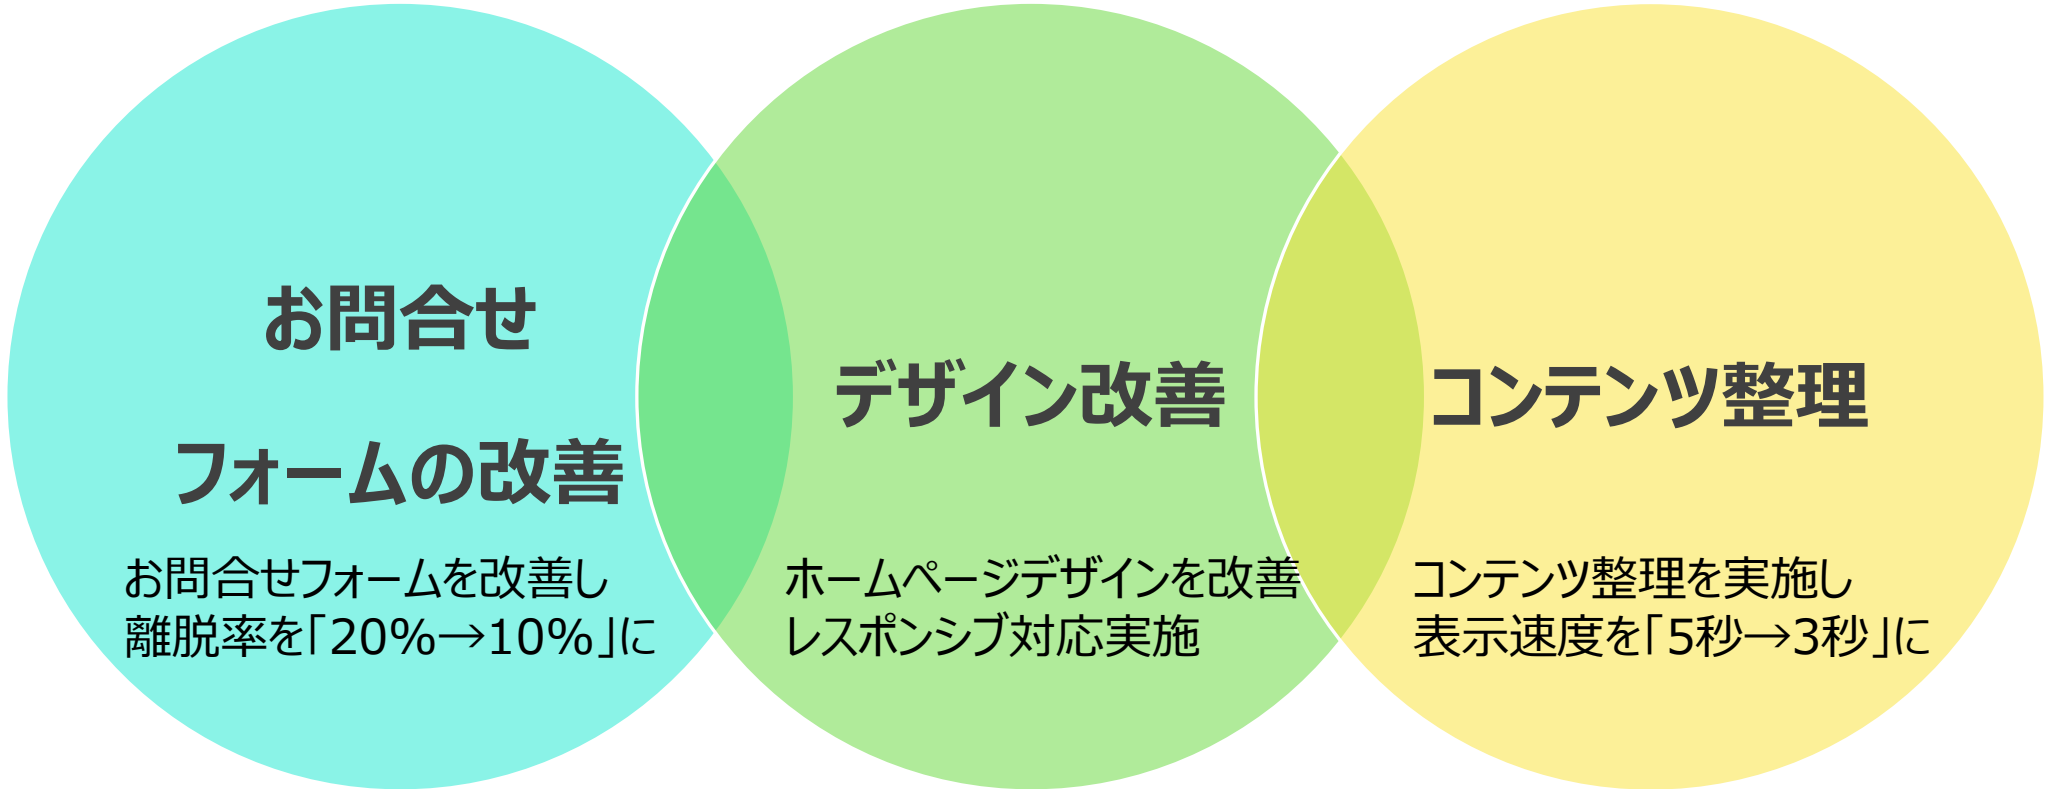 お問合せ
フォームの改善
お問合せフォームを改善し
離脱率を｢20%→10%｣に
デザイン改善
ホームページデザインを改善
レスポンシブ対応実施
コンテンツ整理
コンテンツ整理を実施し
表示速度を｢5秒→3秒｣に